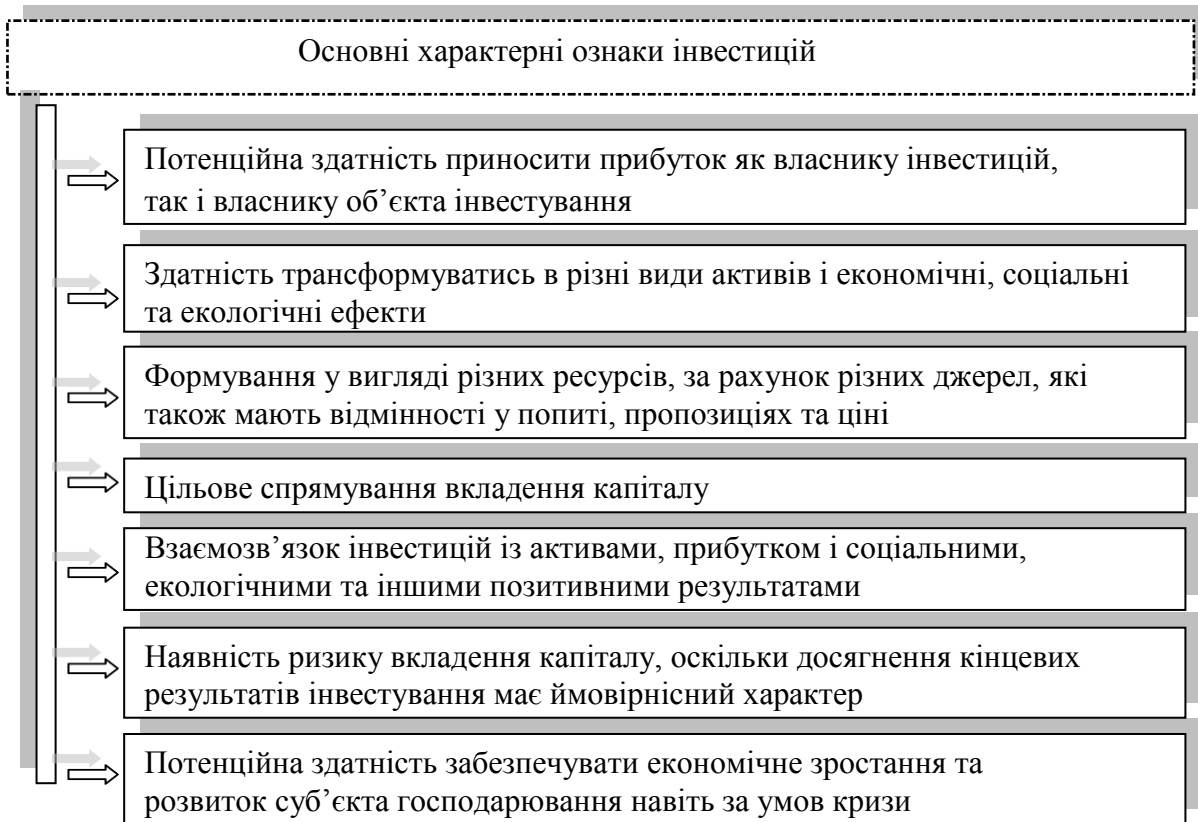 Основні характерні ознаки інвестицій
Потенційна здатність приносити прибуток як власнику інвестицій,
так і власнику об’єкта інвестування
Здатність трансформуватись в різні види активів і економічні, соціальні
та екологічні ефекти
Формування у вигляді різних ресурсів, за рахунок різних джерел, які
також мають відмінності у попиті, пропозиціях та ціні
Цільове спрямування вкладення капіталу
Взаємозв’язок інвестицій із активами, прибутком і соціальними,
екологічними та іншими позитивними результатами
Наявність ризику вкладення капіталу, оскільки досягнення кінцевих
результатів інвестування має ймовірнісний характер
Потенційна здатність забезпечувати економічне зростання та
розвиток суб’єкта господарювання навіть за умов кризи